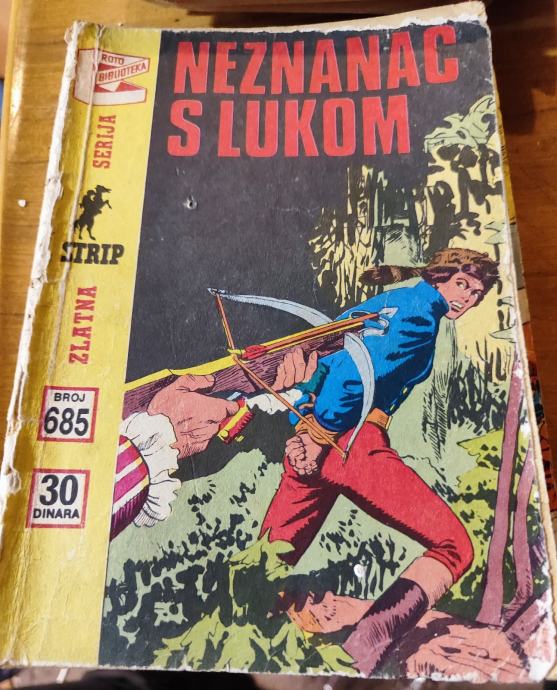 ROTO
BIBLIOTEKA
NEZNANAC
S LUKOM
ZLATNA SERIJA
STRIP
BROJ
685
30
DINARA